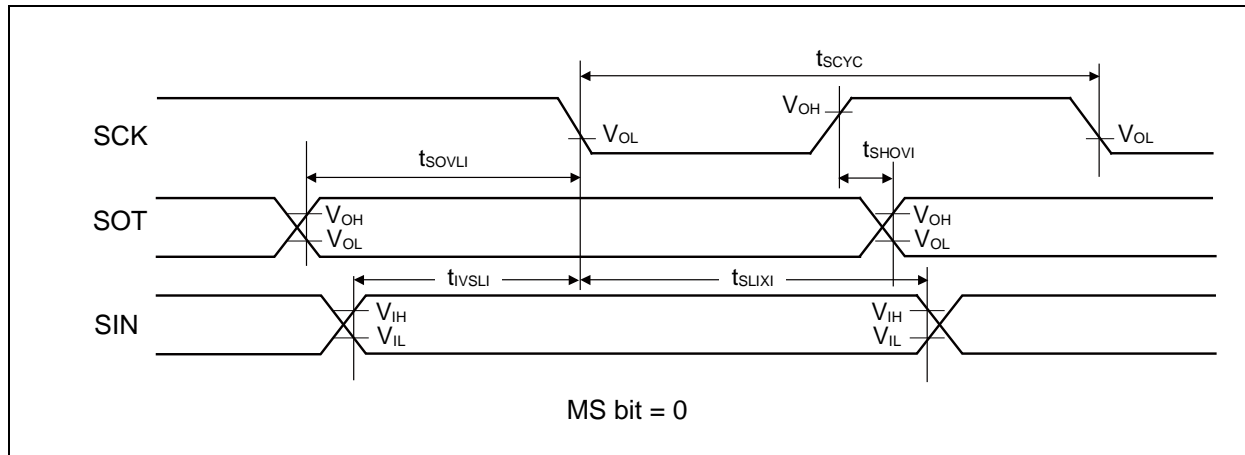 tSCYC
VOH
SCK
VOL
VOL
tSOVLI
tSHOVI
SOT
VOH
VOL
VOH
VOL
tIVSLI
tSLIXI
SIN
VIH
VIL
VIH
VIL
MS bit = 0